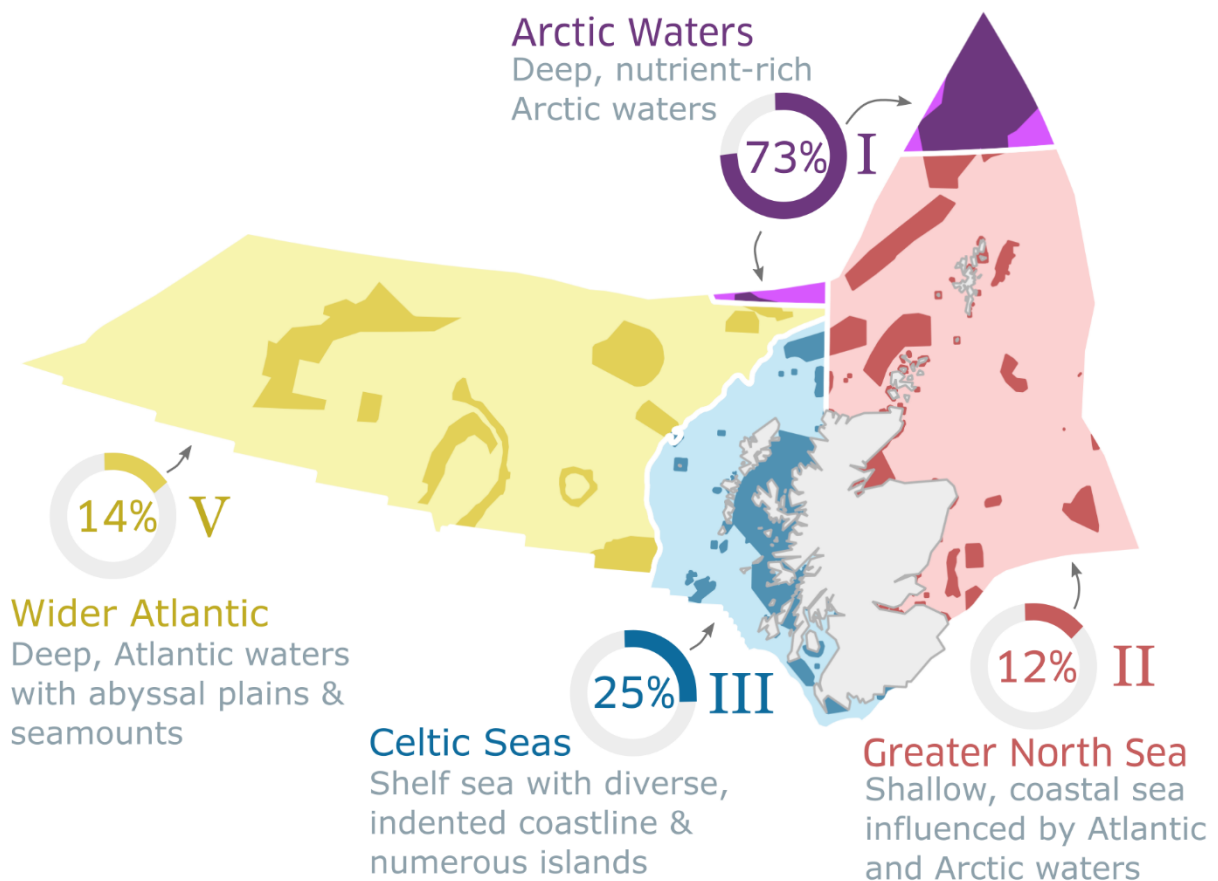 Arctic Waters
Deep, nutrient-rich
Arctic waters
73%
I
14%
V
Wider Atlantic
Deep, Atlantic waters
with abyssal plains &
seamounts
25%
III
Celtic Seas
Shelf sea with diverse,
indented coastline &
numerous islands
12%
II
Greater North Sea
Shallow, coastal sea
influenced by Atlantic
and Arctic waters